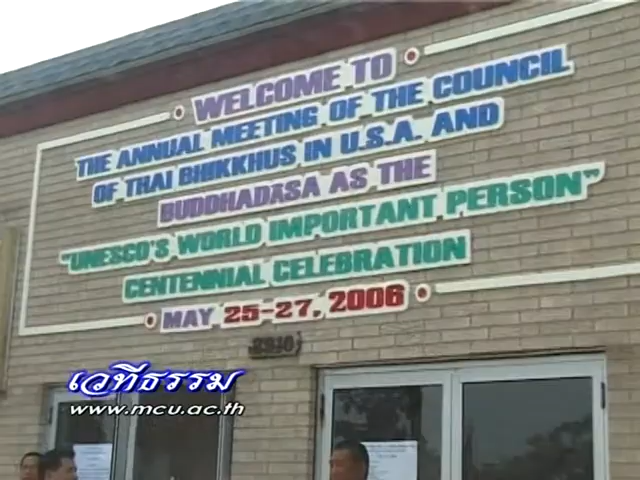 WELCOME TO
THE ANNUAL MEETING OF THE COUNCIL
OF THAI BHIKKHUS IN U.S.A. AND
BUDDHADASA AS THE
"UNESCO'S WORLD IMPORTANT PERSON"
CENTENNIAL CELEBRATION
MAY 25-27, 2006
เวทีธรรม
www.mcu.ac.th